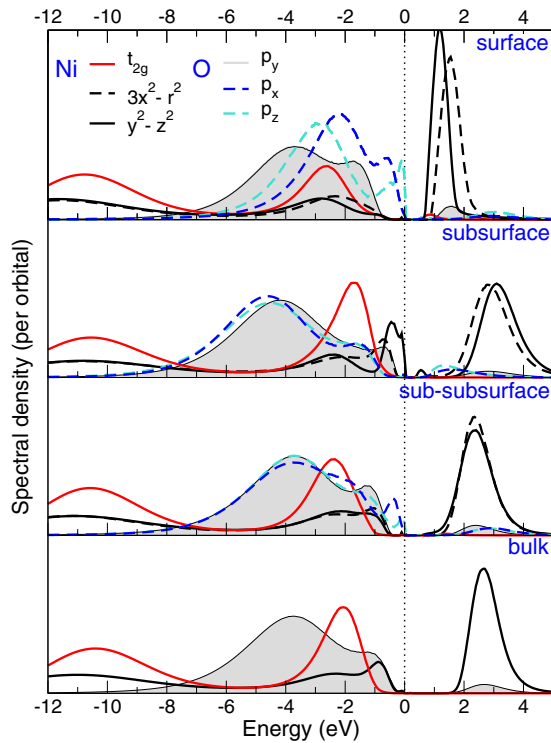 -12 -10 -8 -6 -4 -2 0 2 4
surface
Ni t2g O py
3x² - r² px
y² - z² pz
subsurface
sub-subsurface
bulk
Spectral density (per orbital)
-12 -10 -8 -6 -4 -2 0 2 4
Energy (eV)